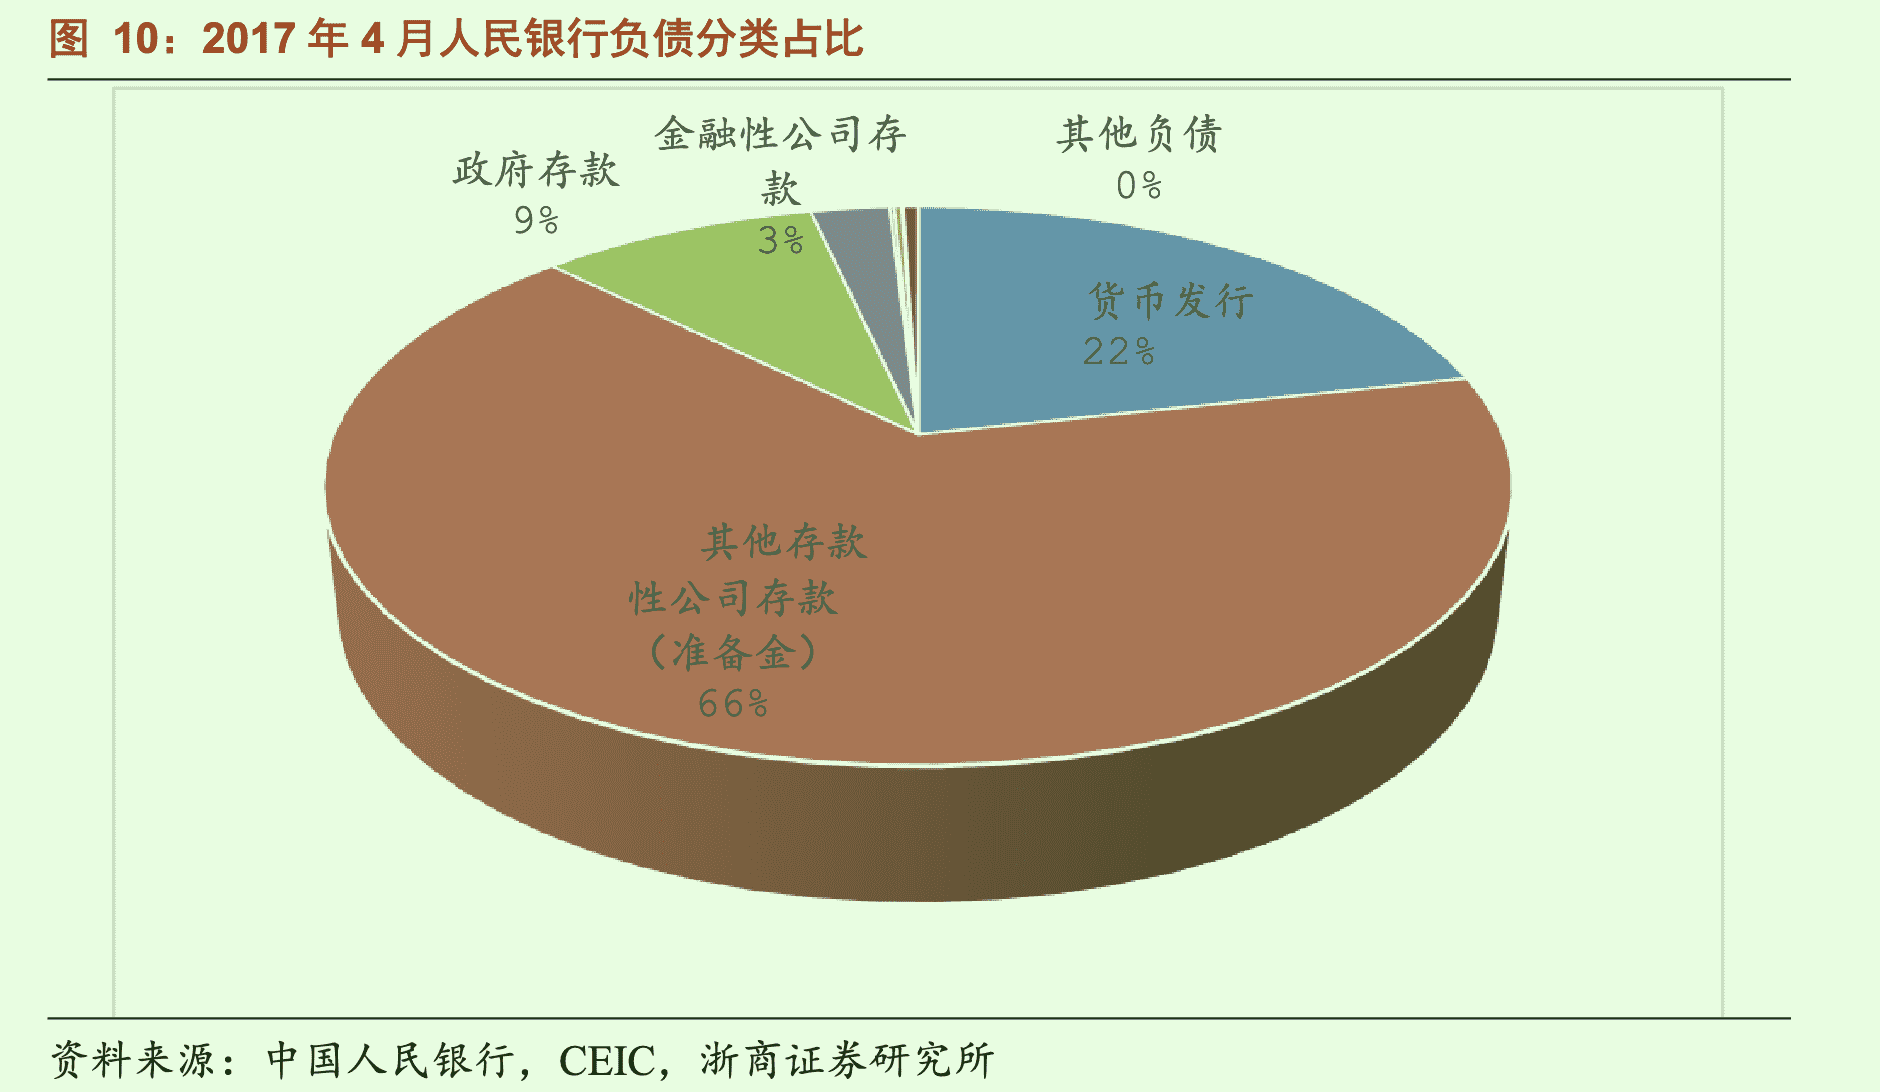 图 10：2017 年 4 月人民银行负债分类占比
政府存款
9%
金融性公司存
款
3%
其他负债
0%
货币发行
22%
其他存款
性公司存款
（准备金）
66%
资料来源：中国人民银行，CEIC，浙商证券研究所